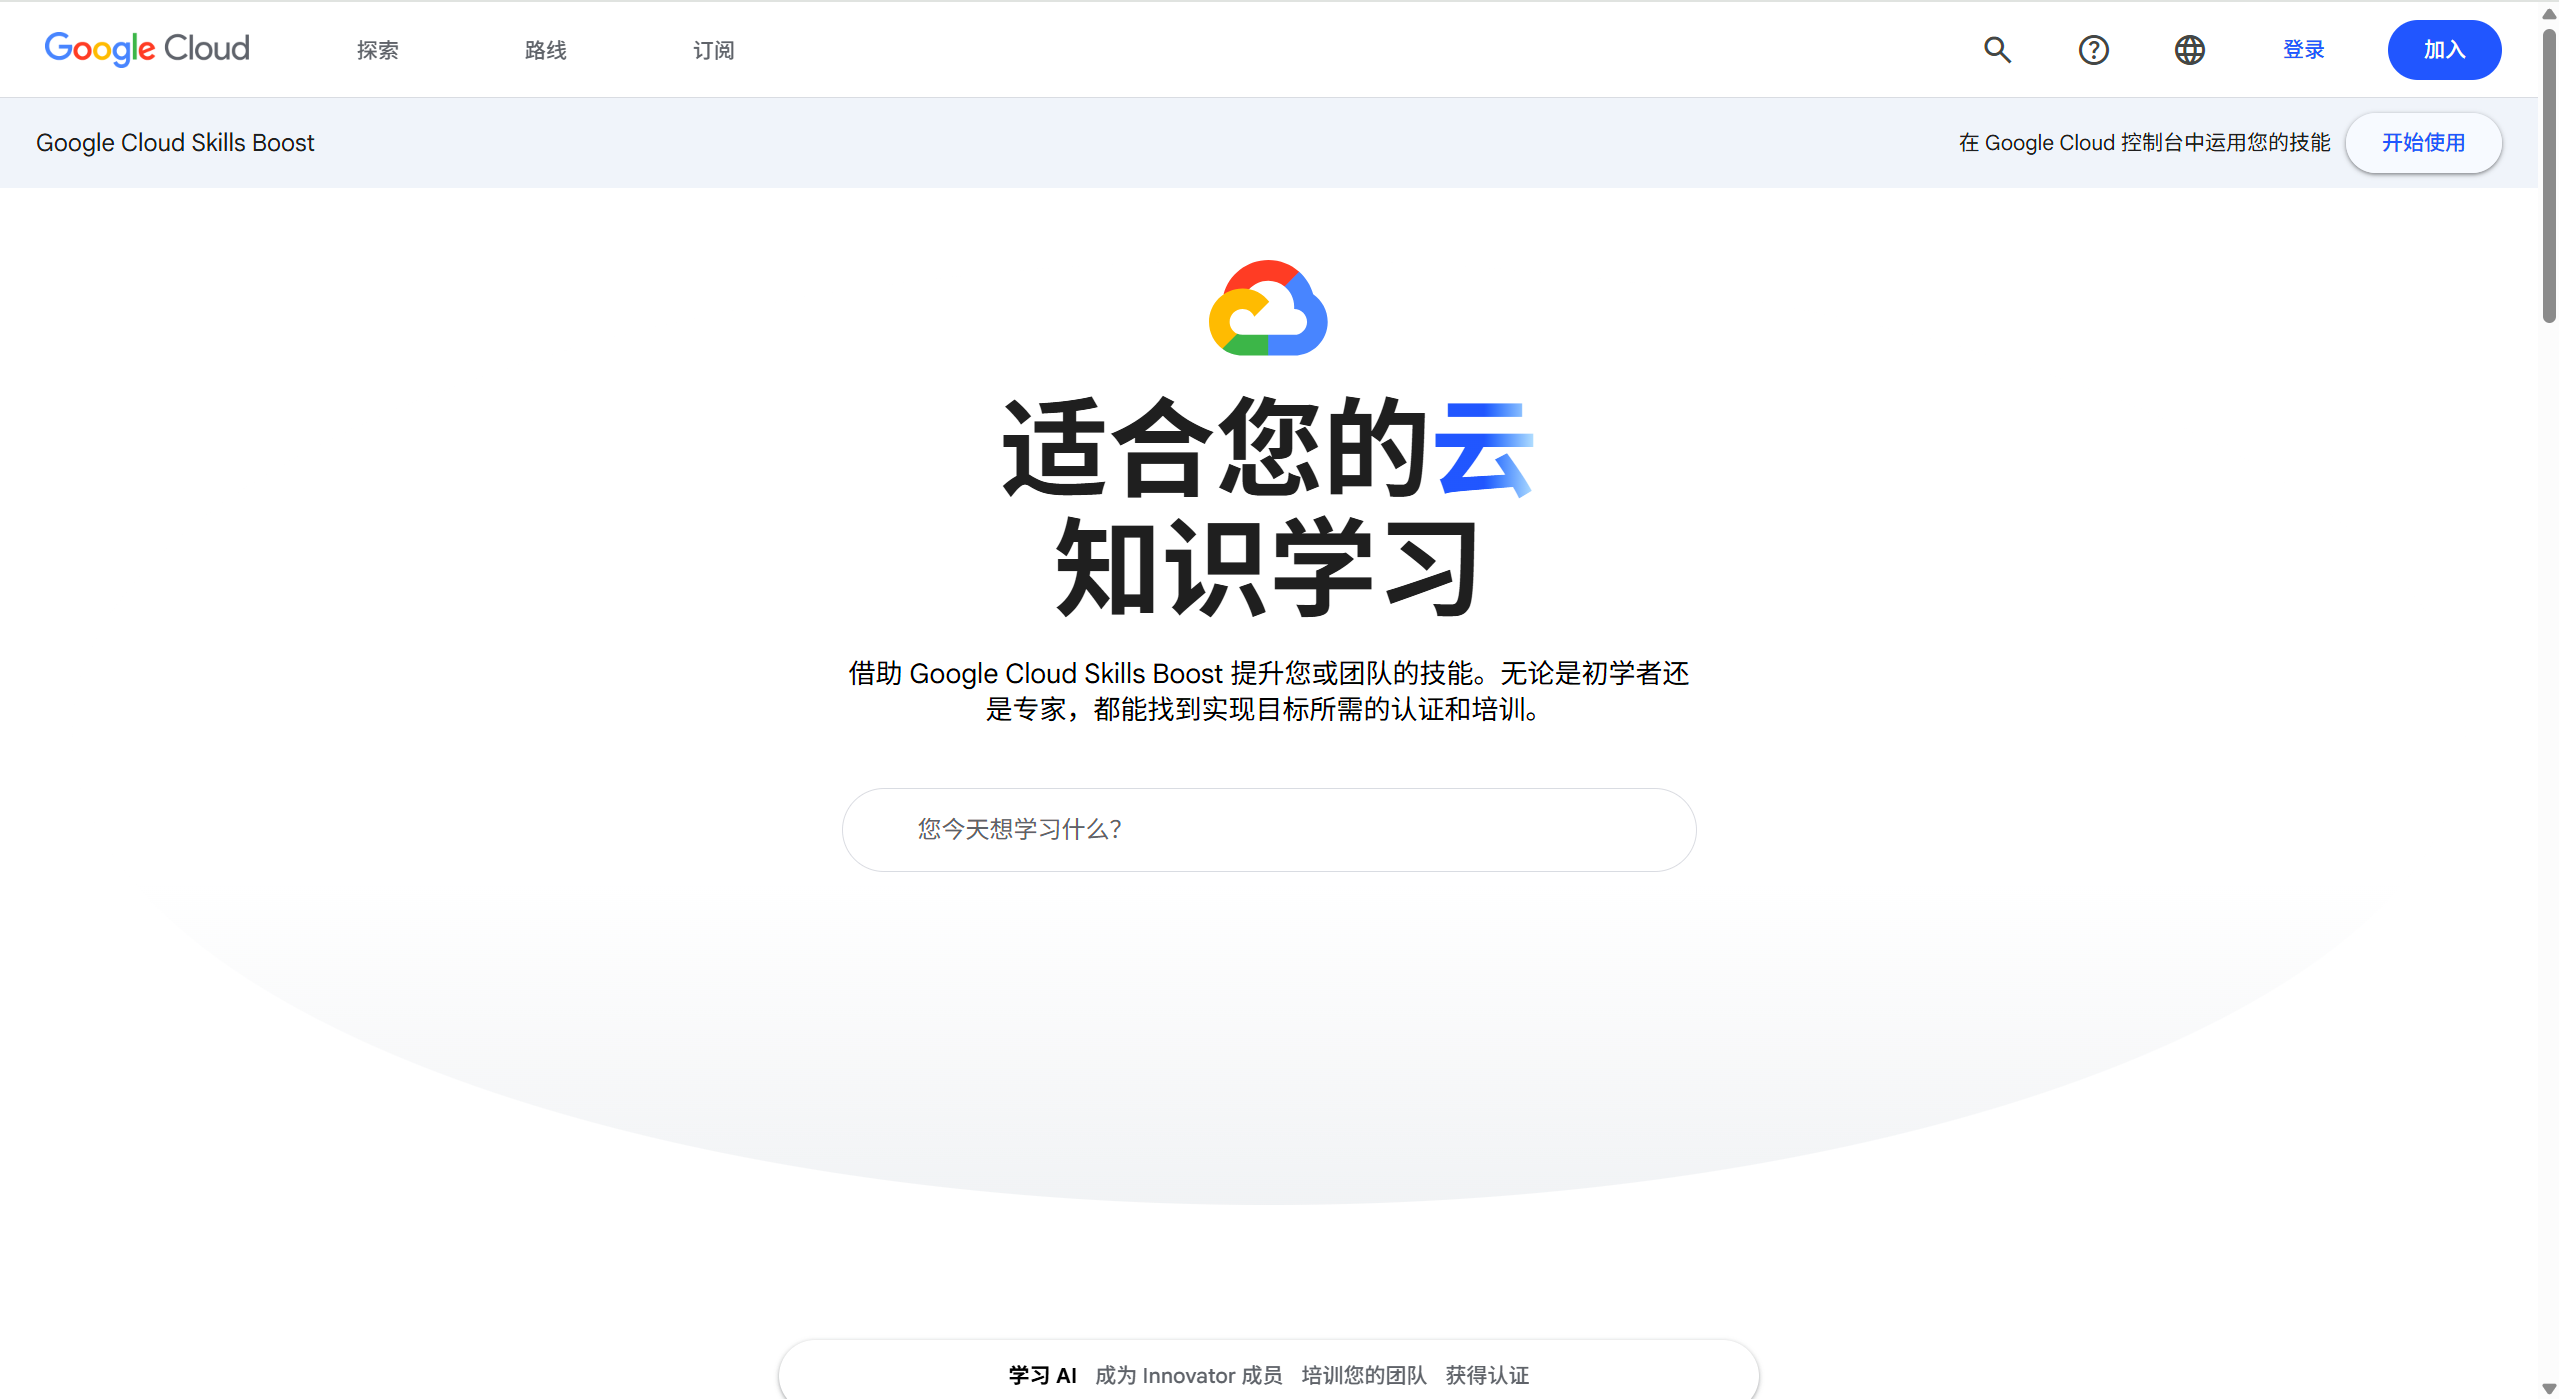 Google Cloud 探索 路线 订阅 登录 加入
Google Cloud Skills Boost 在 Google Cloud 控制台中运用您的技能 开始使用
适合您的云
知识学习
借助 Google Cloud Skills Boost 提升您或团队的技能。无论是初学者还
是专家，都能找到实现目标所需的认证和培训。
您今天想学习什么？
学习 AI 成为 Innovator 成员 培训您的团队 获得认证